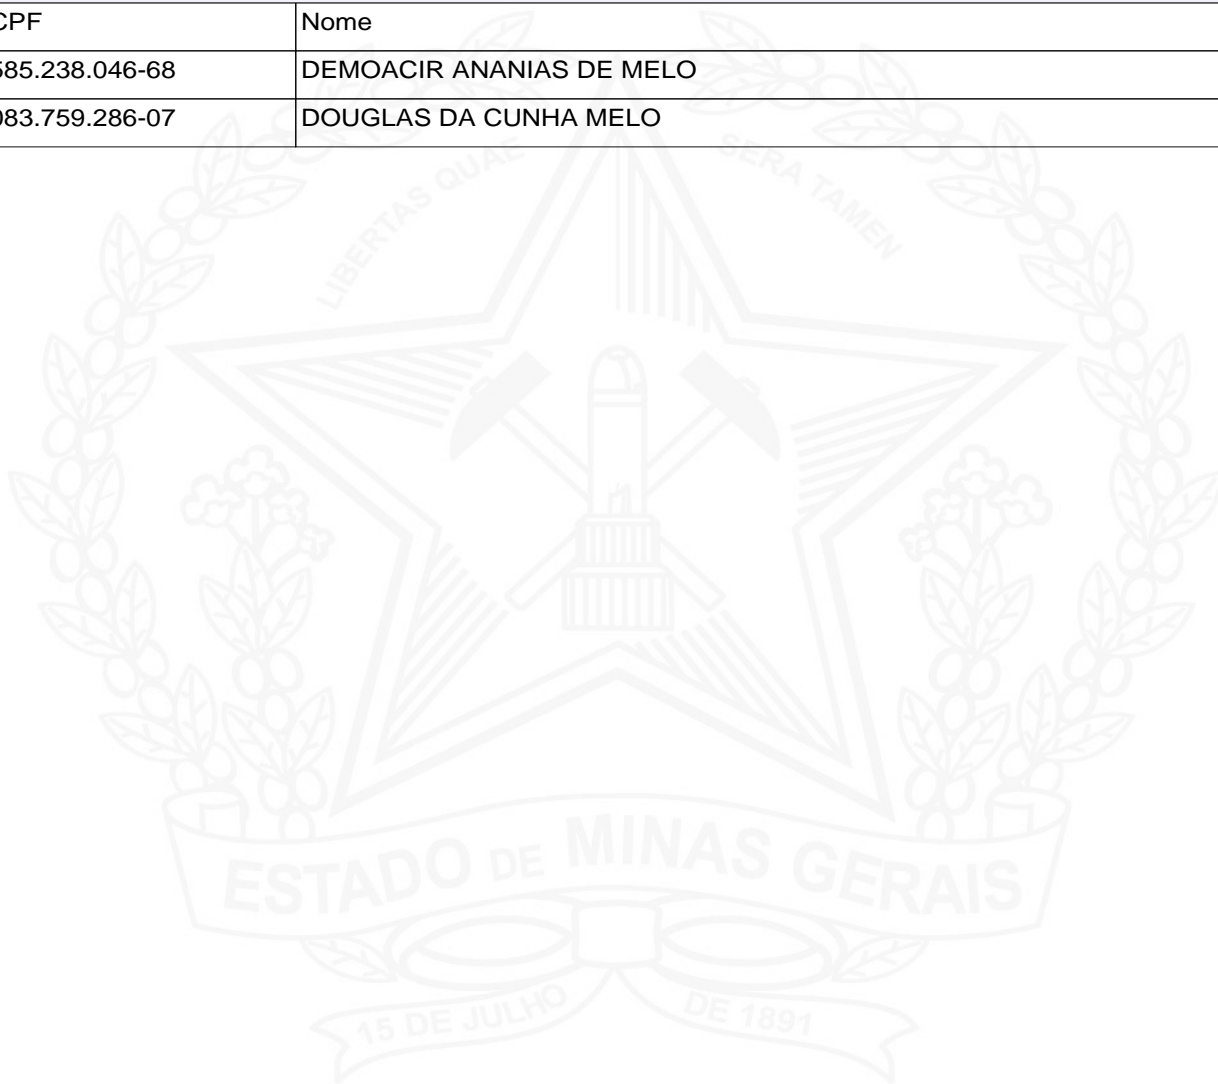 CPF Nome
585.238.046-68 DEMOACIR ANANIAS DE MELO
083.759.286-07 DOUGLAS DA CUNHA MELO
LIBERTAS QUAE SERA TAMEN
ESTADO DE MINAS GERAIS
15 DE JULHO DE 1891